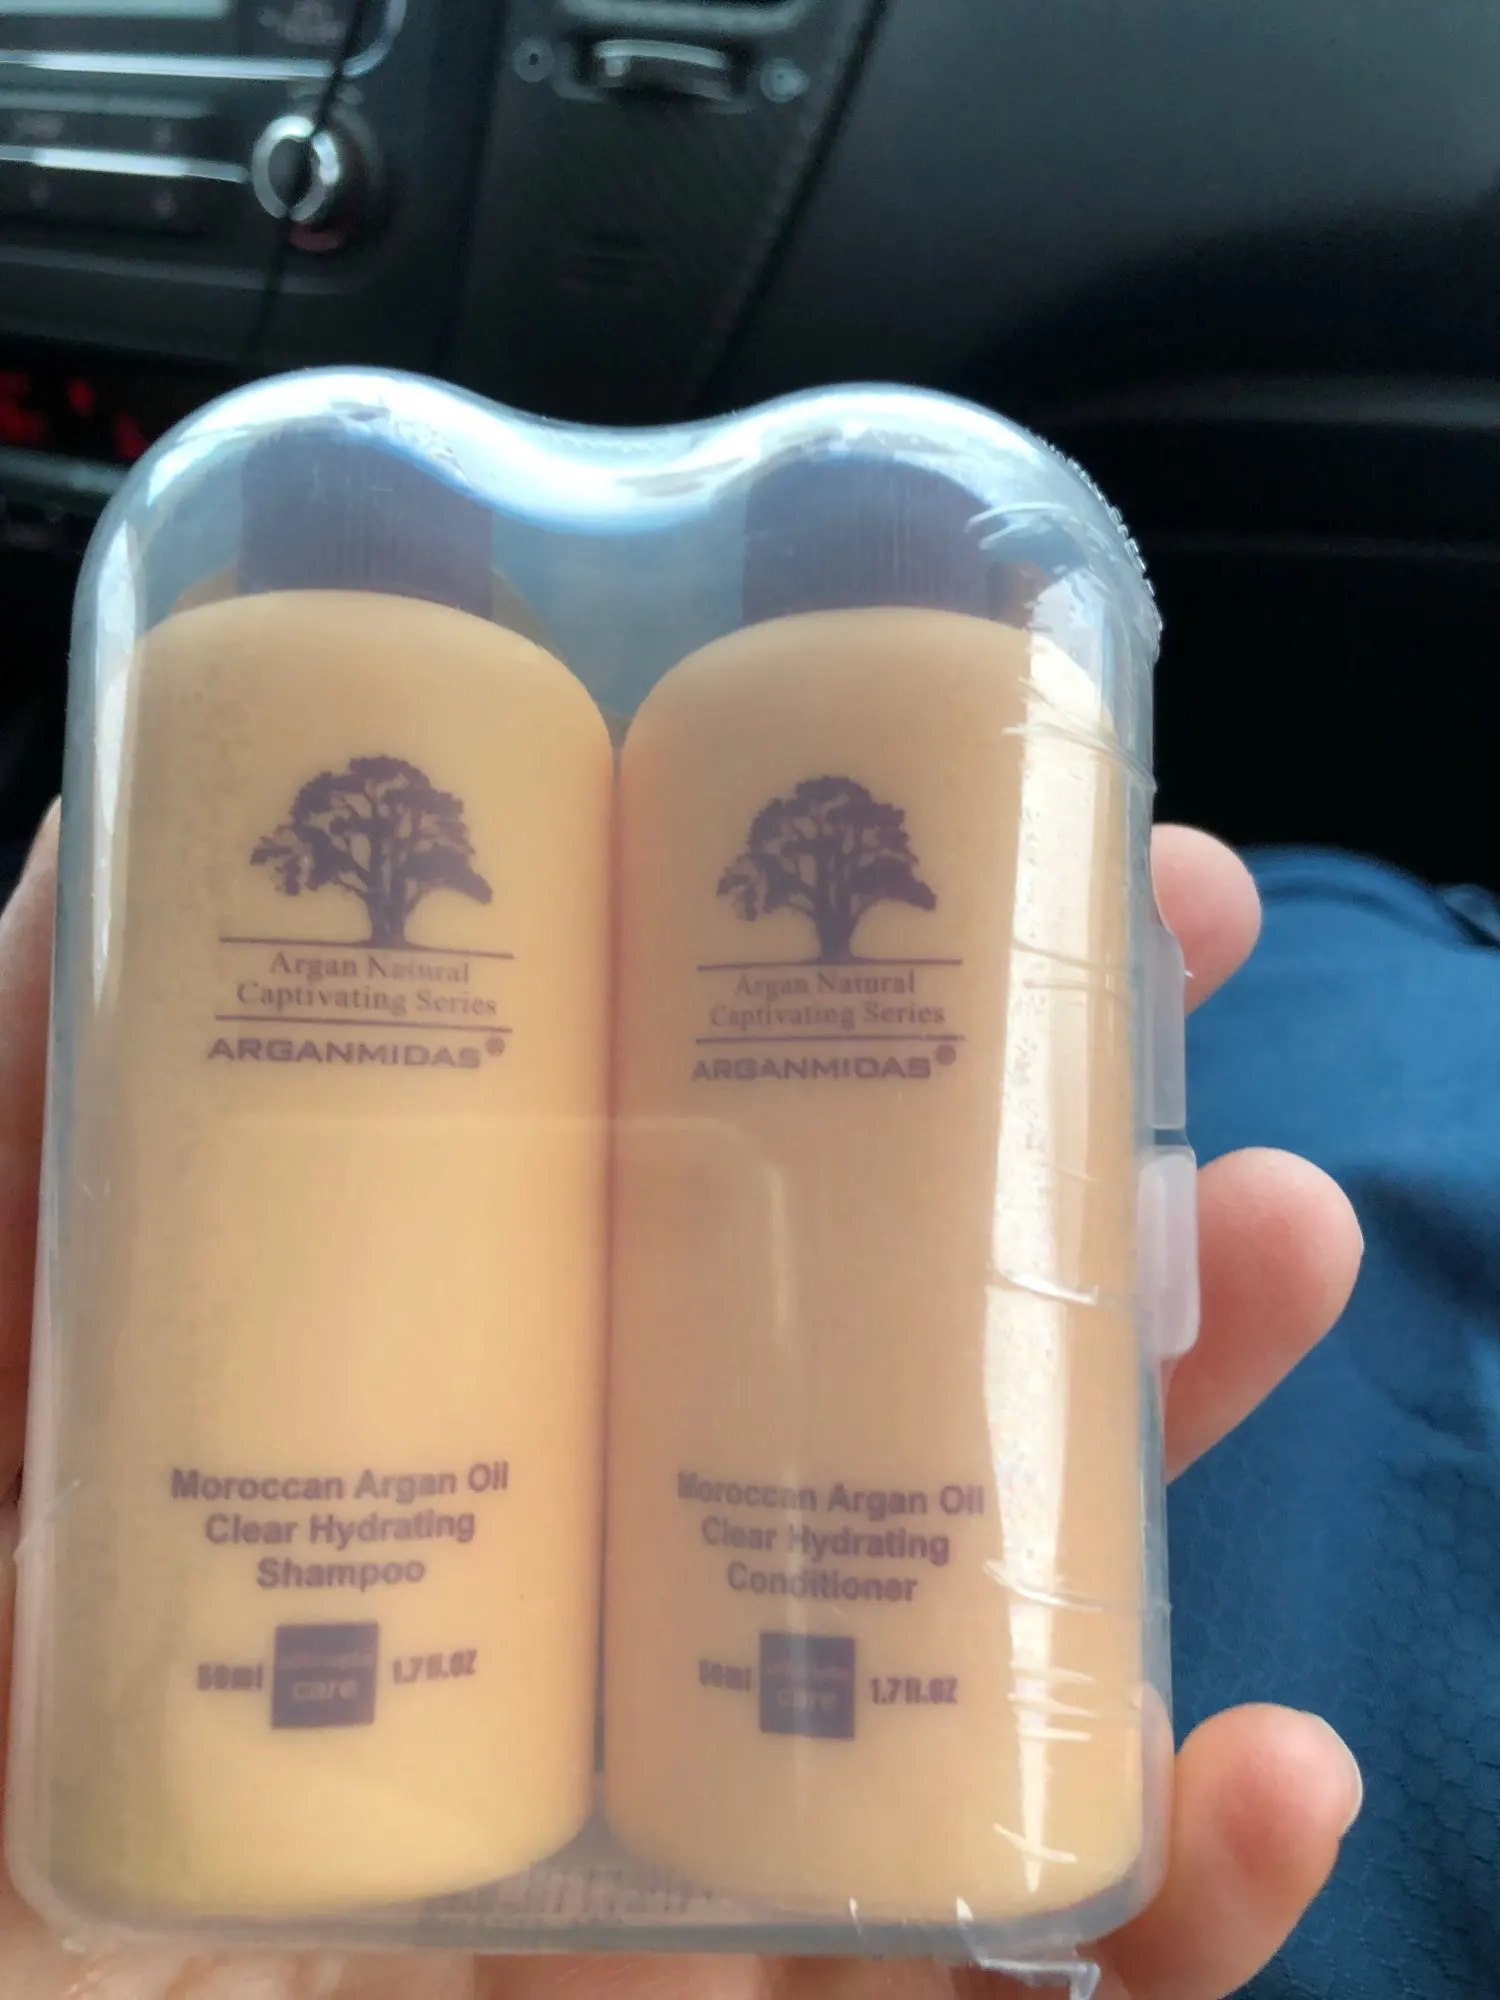 Argan Natural
Captivating Series
ARGANMIDAS®
Moroccan Argan Oil
Clear Hydrating
Shampoo
50ml
care
1.7fl.oz
Argan Natural
Captivating Series
ARGANMIDAS®
Moroccan Argan Oil
Clear Hydrating
Conditioner
50ml
care
1.7fl.oz